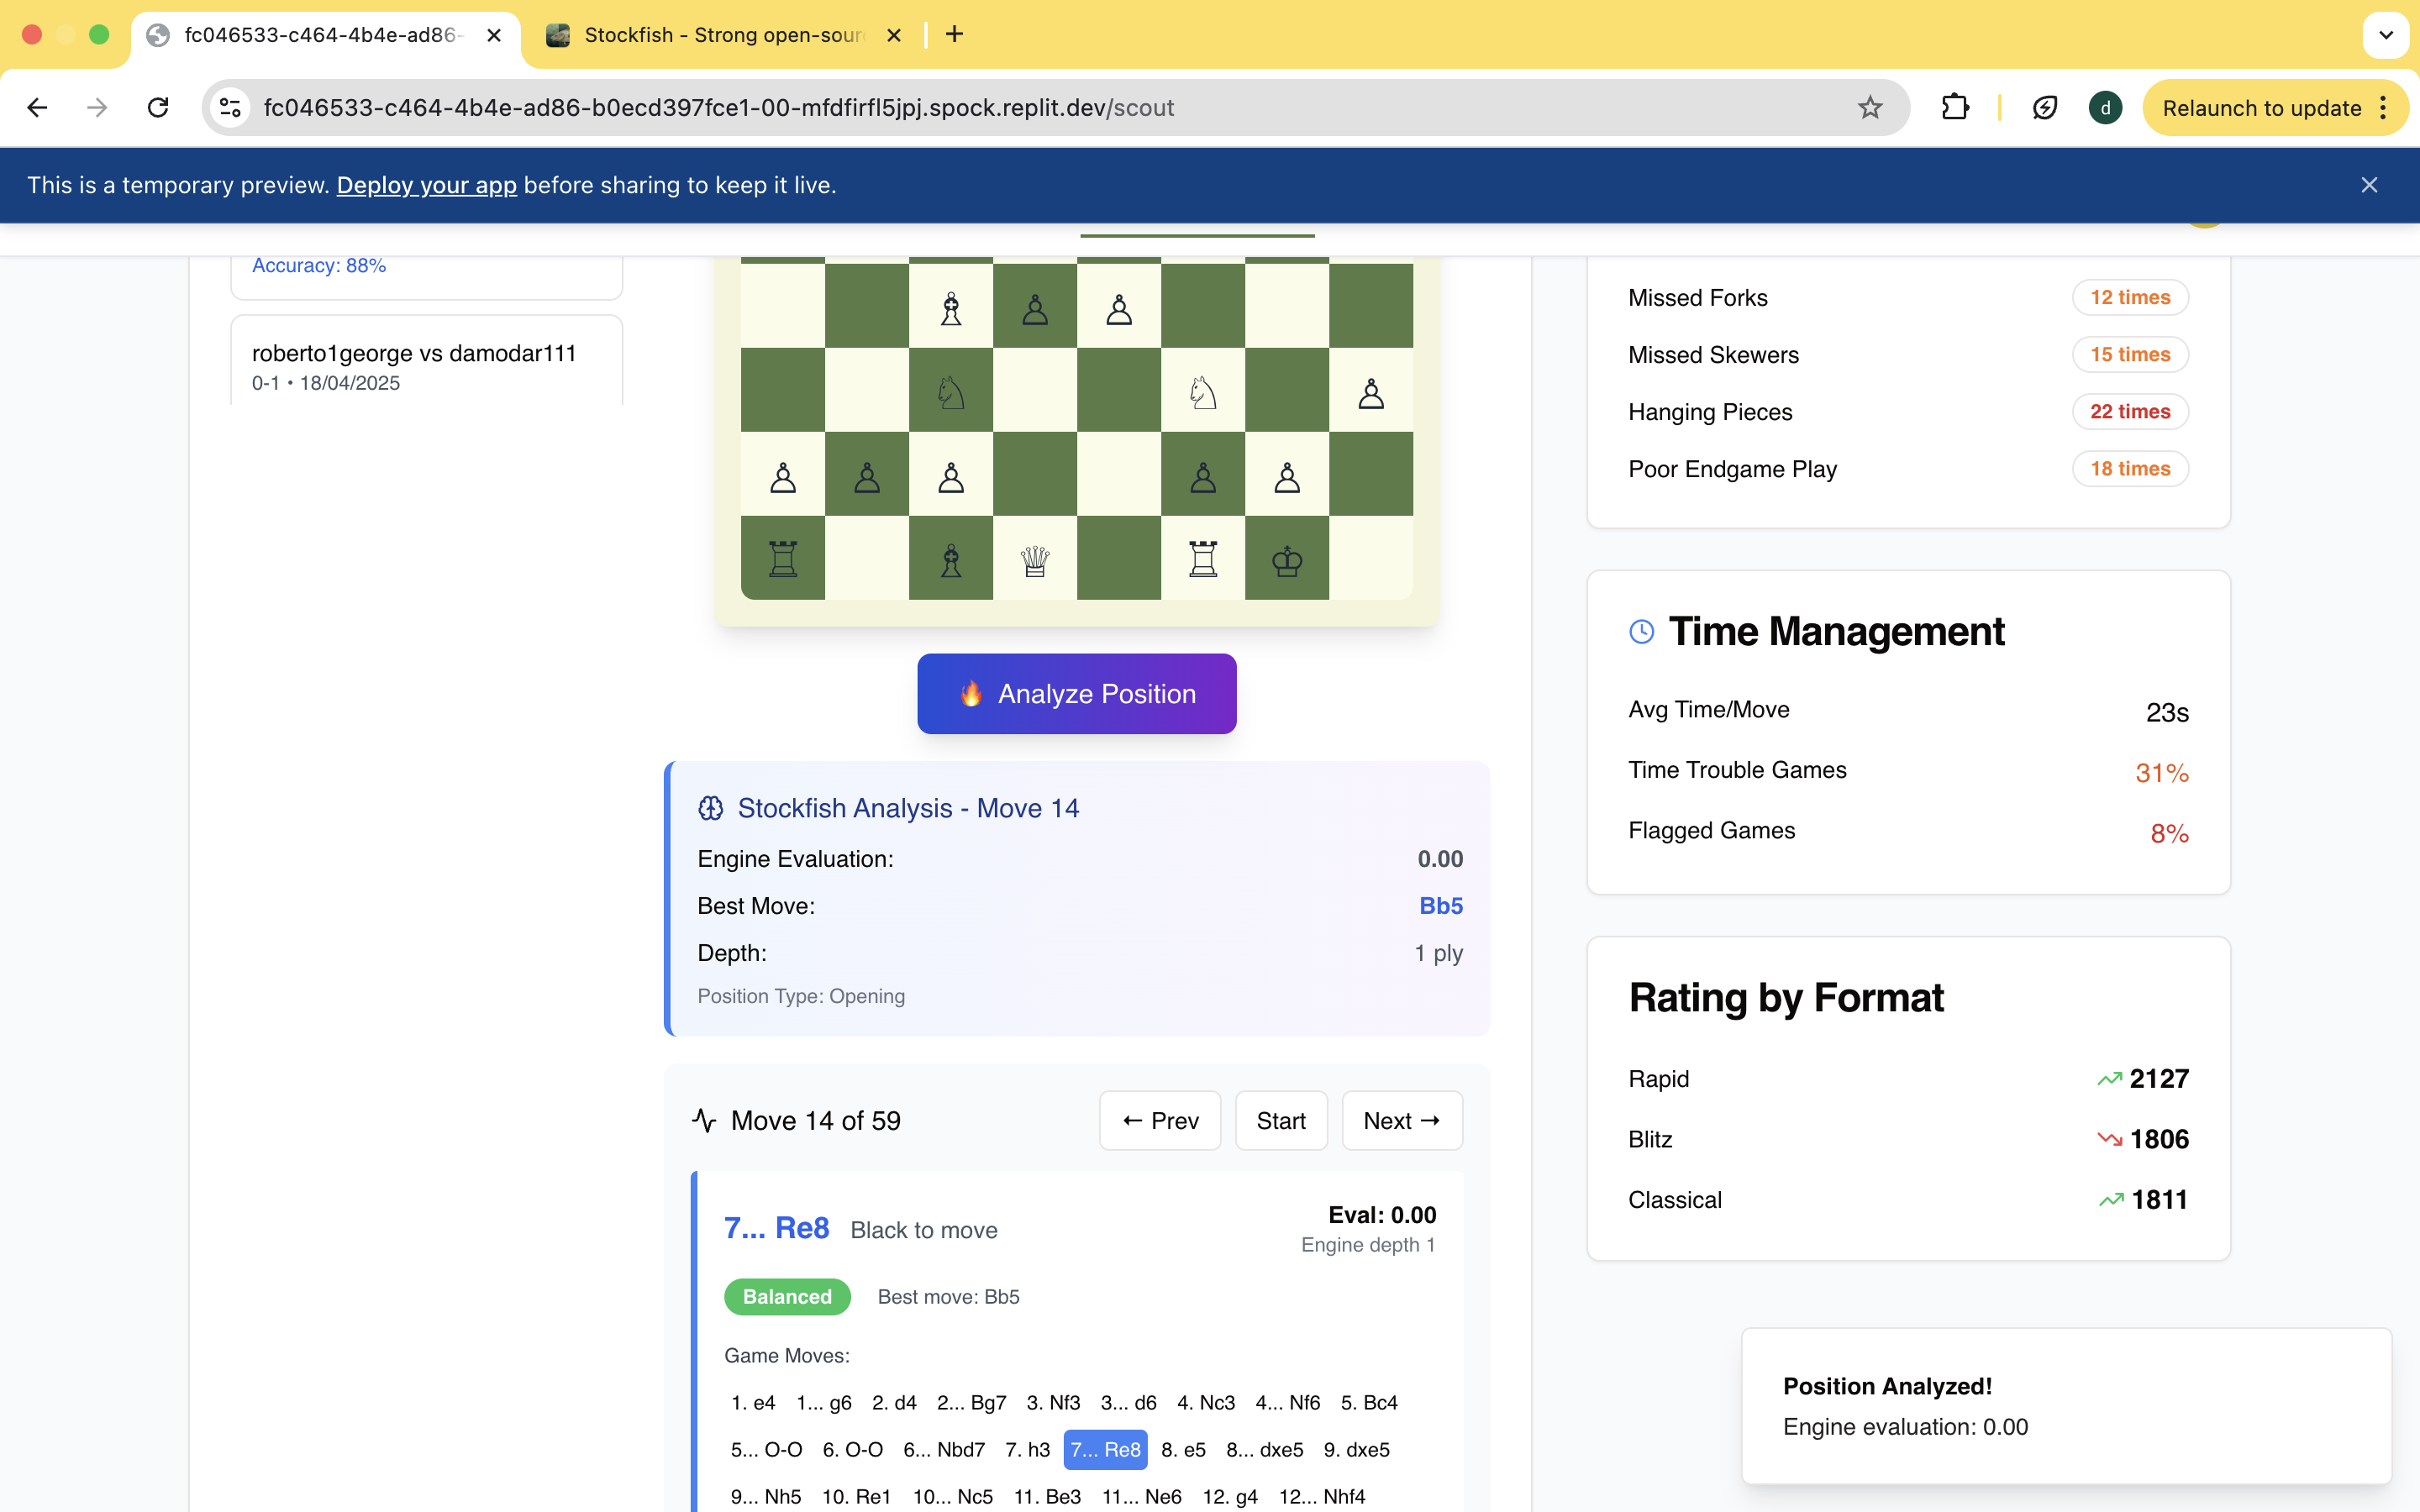 fc046533-c464-4b4e-ad86-
Stockfish - Strong open-sour
fc046533-c464-4b4e-ad86-b0ecd397fce1-00-mfdfirfl5jpj.spock.replit.dev/scout
d
Relaunch to update
This is a temporary preview. Deploy your app before sharing to keep it live.
Accuracy: 88%
roberto1george vs damodar111
0-1 • 18/04/2025
🔥 Analyze Position
Stockfish Analysis - Move 14
Engine Evaluation: 0.00
Best Move: Bb5
Depth: 1 ply
Position Type: Opening
Move 14 of 59
← Prev
Start
Next →
7... Re8 Black to move
Eval: 0.00
Engine depth 1
Balanced Best move: Bb5
Game Moves:
1. e4 1... g6 2. d4 2... Bg7 3. Nf3 3... d6 4. Nc3 4... Nf6 5. Bc4
5... O-O 6. O-O 6... Nbd7 7. h3 7... Re8 8. e5 8... dxe5 9. dxe5
9... Nh5 10. Re1 10... Nc5 11. Be3 11... Ne6 12. g4 12... Nhf4
Missed Forks 12 times
Missed Skewers 15 times
Hanging Pieces 22 times
Poor Endgame Play 18 times
Time Management
Avg Time/Move 23s
Time Trouble Games 31%
Flagged Games 8%
Rating by Format
Rapid 2127
Blitz 1806
Classical 1811
Position Analyzed!
Engine evaluation: 0.00